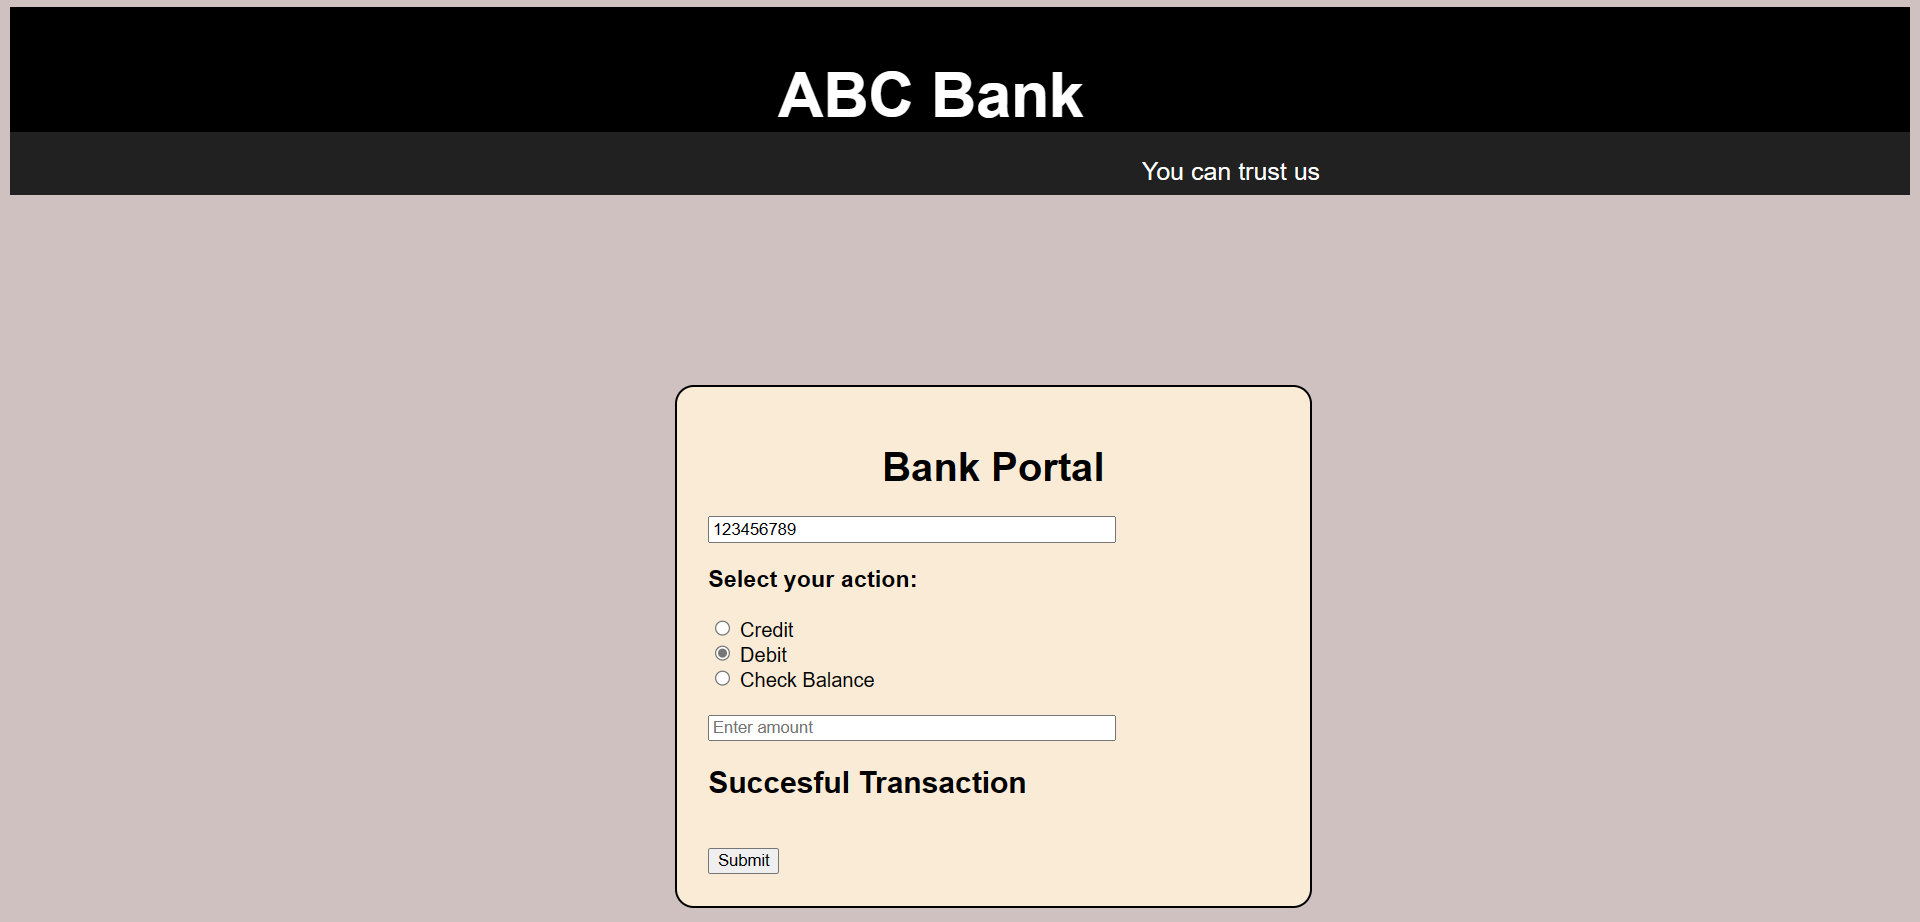 ABC Bank
You can trust us
Bank Portal
123456789
Select your action:
Credit
Debit
Check Balance
Enter amount
Succesful Transaction
Submit